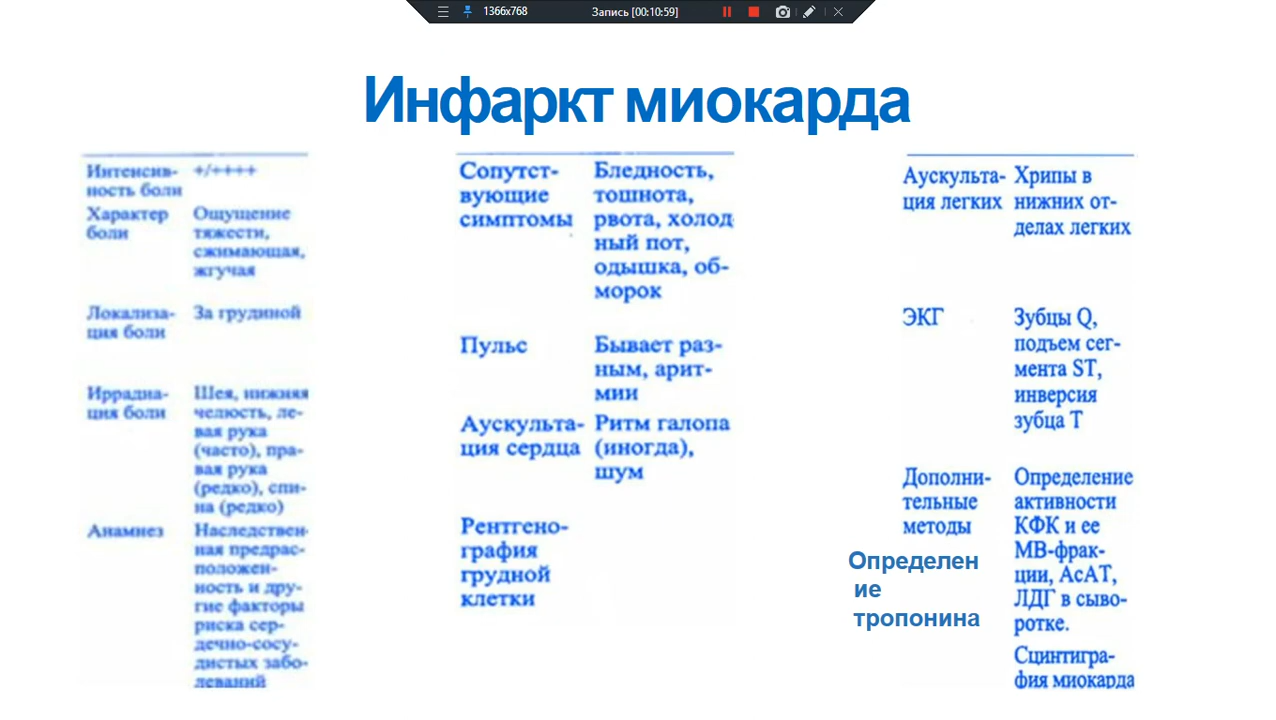 1366x768
Запись [00:10:59]
Инфаркт миокарда
Интенсив-
ность боли
+/++++
Характер
боли
Ощущение
тяжести,
сжимающая,
жгучая
Локализа-
ция боли
За грудиной
Иррадиа-
ция боли
Шея, нижняя
челюсть, ле-
вая рука
(часто), пра-
вая рука
(редко), спи-
на (редко)
Анамнез
Наследствен-
ная предрас-
положен-
ность и дру-
гие факторы
риска сер-
дечно-сосу-
дистых забо-
леваний
Сопутст-
вующие
симптомы
Бледность,
тошнота,
рвота, холод
ный пот,
одышка, об-
морок
Пульс
Бывает раз-
ным, арит-
мии
Аускульта-
ция сердца
Ритм галопа
(иногда),
шум
Рентгено-
графия
грудной
клетки
Аускульта-
ция легких
Хрипы в
нижних от-
делах легких
ЭКГ
Зубцы Q,
подъем сег-
мента ST,
инверсия
зубца T
Дополни-
тельные
методы
Определение
активности
КФК и ее
МВ-фрак-
ции, АсАТ,
ЛДГ в сыво-
ротке.
Сцинтигра-
фия миокарда
Определен
ие
тропонина